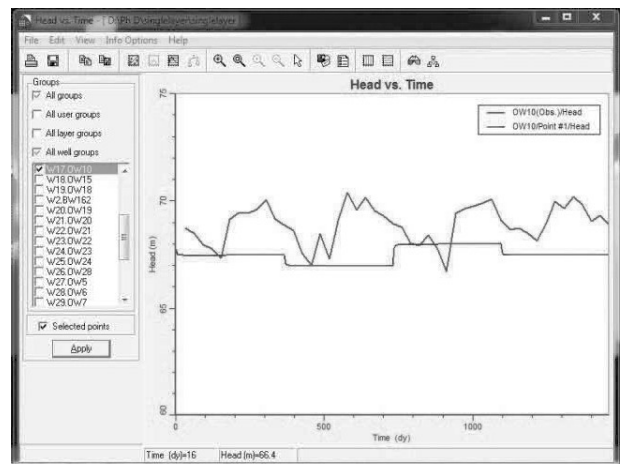 Head vs. Time - [ D:\Ph D\singlelayer\singlelayer
File Edit View Info Options Help
Groups
All groups
All user groups
All layer groups
All well groups
W17.OW10
W18.OW15
W19.OW18
W2.BW162
W20.OW19
W21.OW20
W22.OW21
W23.OW22
W24.OW23
W25.OW24
W26.OW28
W27.OW5
W28.OW6
W29.OW7
Selected points
Apply
Head vs. Time
OW10(Obs.)/Head
OW10/Point #1/Head
75
70
65
60
Head (m)
0 500 1000
Time (dy)
Time (dy)=16 Head (m)=66.4